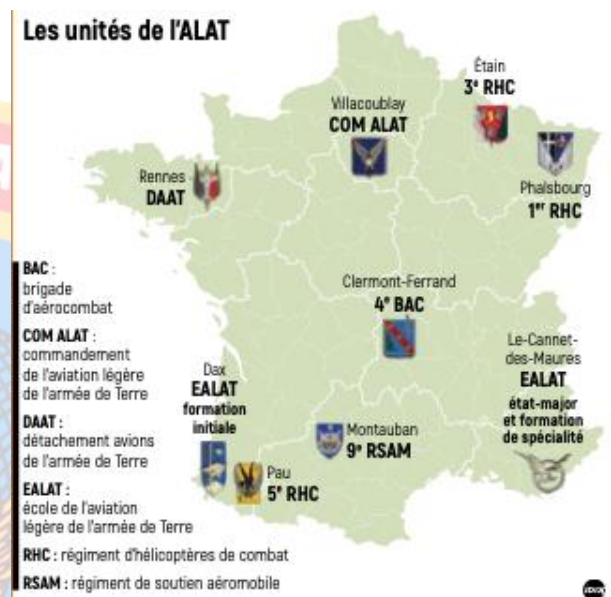 Les unités de l'ALAT
Étain
3e RHC
Villacoublay
COM ALAT
Phalsbourg
1er RHC
Rennes
DAAT
Clermont-Ferrand
4e BAC
Le-Cannet-
des-Maures
EALAT
état-major
et formation
de spécialité
Dax
EALAT
formation
initiale
Montauban
9e RSAM
Pau
5e RHC
BAC :
brigade
d'aérocombat
COM ALAT :
commandement
de l'aviation légère
de l'armée de Terre
DAAT :
détachement avions
de l'armée de Terre
EALAT :
école de l'aviation
légère de l'armée de Terre
RHC : régiment d'hélicoptères de combat
RSAM : régiment de soutien aéromobile